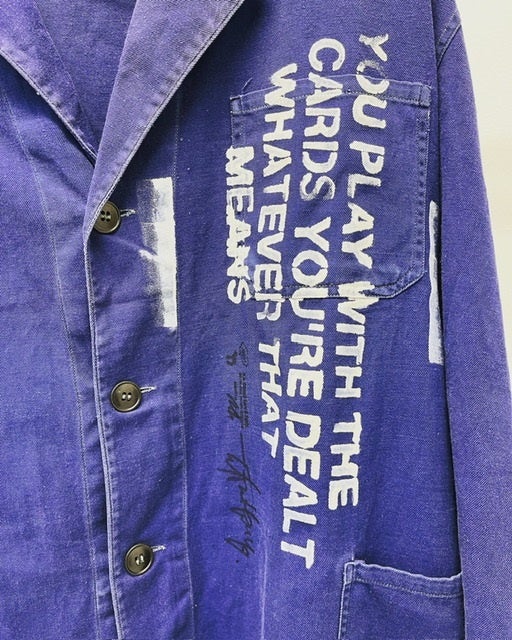 YOU PLAY WITH THE
CARDS YOU'RE DEALT
WHATEVER THAT
MEANS